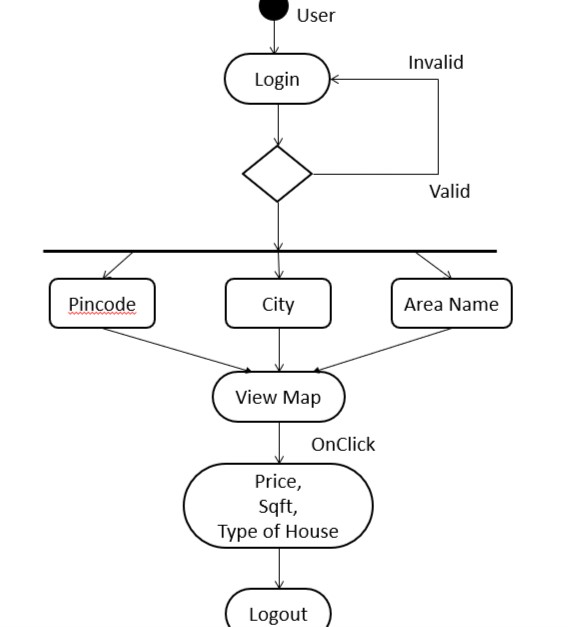 User
Invalid
Login
Valid
Pincode
City
Area Name
View Map
OnClick
Price,
Sqft,
Type of House
Logout